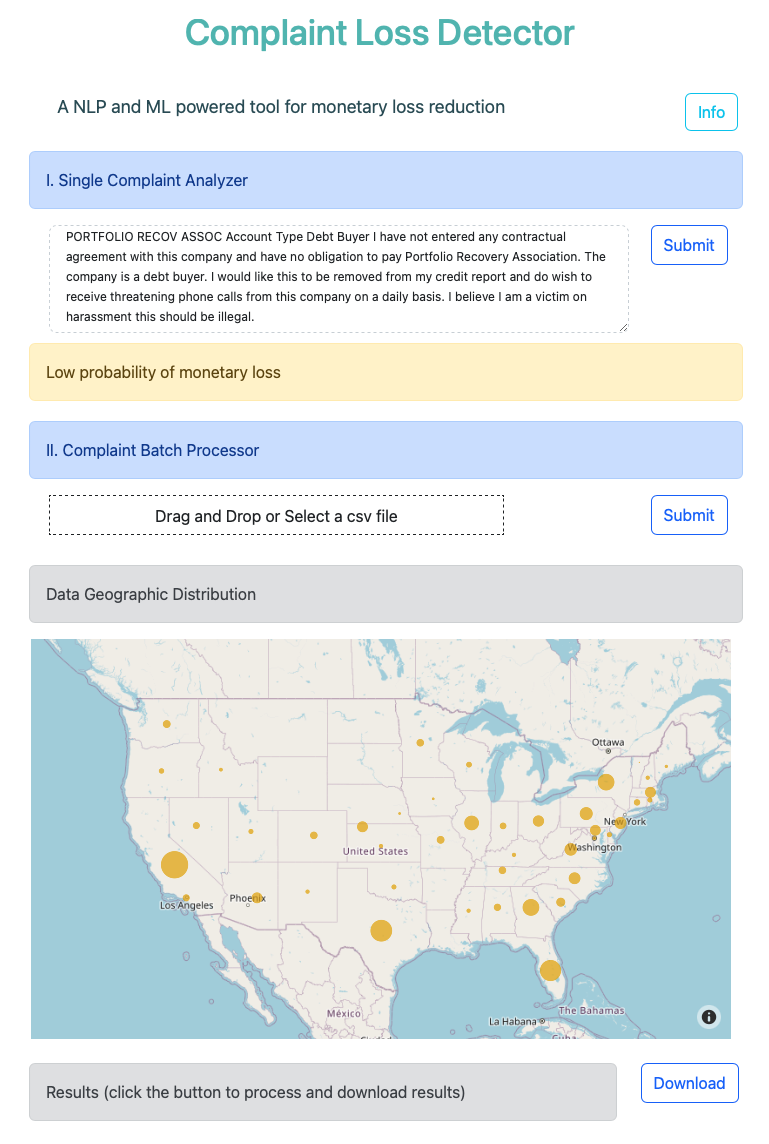 Complaint Loss Detector
A NLP and ML powered tool for monetary loss reduction
Info
I. Single Complaint Analyzer
PORTFOLIO RECOV ASSOC Account Type Debt Buyer I have not entered any contractual
agreement with this company and have no obligation to pay Portfolio Recovery Association. The
company is a debt buyer. I would like this to be removed from my credit report and do wish to
receive threatening phone calls from this company on a daily basis. I believe I am a victim on
harassment this should be illegal.
Submit
Low probability of monetary loss
II. Complaint Batch Processor
Drag and Drop or Select a csv file
Submit
Data Geographic Distribution
Ottawa
New York
United States
Washington
Los Angeles
Phoenix
México
La Habana
The Bahamas
Cuba
Results (click the button to process and download results)
Download